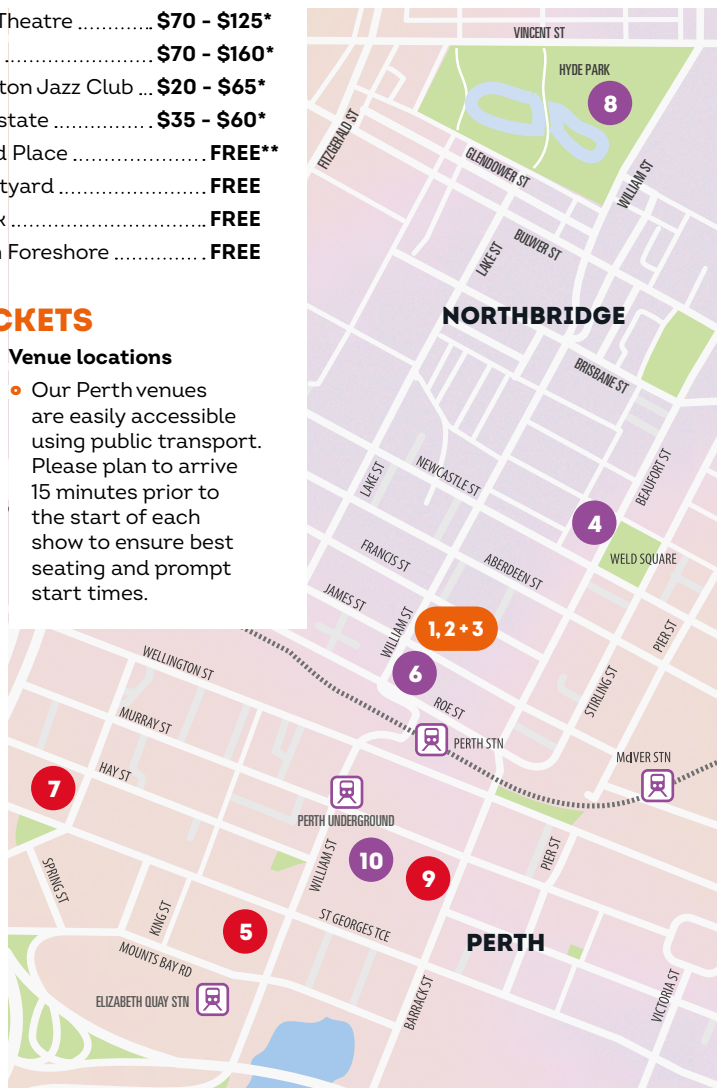 Theatre ............ $70 - $125*
.................... $70 - $160*
ton Jazz Club ... $20 - $65*
state ................ $35 - $60*
d Place ...................... FREE**
tyard ......................... FREE
.................................. FREE
n Foreshore .............. FREE
CKETS
Venue locations
Our Perth venues
are easily accessible
using public transport.
Please plan to arrive
15 minutes prior to
the start of each
show to ensure best
seating and prompt
start times.
VINCENT ST
HYDE PARK
8
FITZGERALD ST
GLENDOWER ST
WILLIAM ST
BULWER ST
LAKE ST
NORTHBRIDGE
BRISBANE ST
LAKE ST
NEWCASTLE ST
BEAUFORT ST
4
WELD SQUARE
FRANCIS ST
ABERDEEN ST
JAMES ST
WILLIAM ST
1, 2 + 3
PIER ST
6
STIRLING ST
WELLINGTON ST
ROE ST
MURRAY ST
PERTH STN
McIVER STN
HAY ST
7
PERTH UNDERGROUND
WILLIAM ST
10
9
PIER ST
SPRING ST
KING ST
5
ST GEORGES TCE
PERTH
MOUNTS BAY RD
ELIZABETH QUAY STN
BARRACK ST
VICTORIA ST